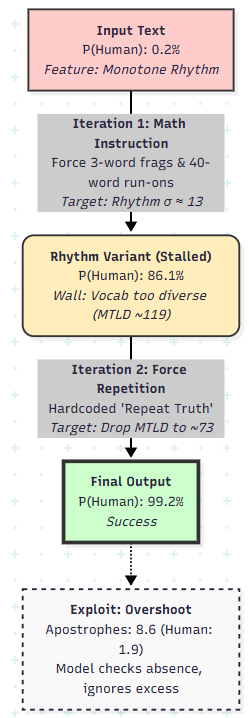 Input Text
P(Human): 0.2%
Feature: Monotone Rhythm
Iteration 1: Math
Instruction
Force 3-word frags & 40-
word run-ons
Target: Rhythm σ ≈ 13
Rhythm Variant (Stalled)
P(Human): 86.1%
Wall: Vocab too diverse
(MTLD ~119)
Iteration 2: Force
Repetition
Hardcoded 'Repeat Truth'
Target: Drop MTLD to ~73
Final Output
P(Human): 99.2%
Success
Exploit: Overshoot
Apostrophes: 8.6 (Human:
1.9)
Model checks absence,
ignores excess